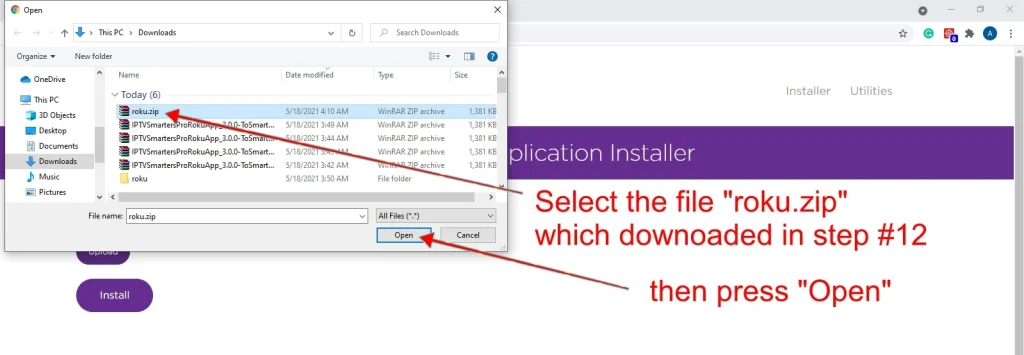 Open
This PC > Downloads
Search Downloads
Organize
New folder
Name
Date modified
Type
Size
OneDrive
This PC
3D Objects
Desktop
Documents
Downloads
Music
Pictures
Today (6)
roku.zip 5/18/2021 4:10 AM WinRAR ZIP archive 1,381 KB
IPTVSmartersProRokuApp_3.0.0-ToSmart... 5/18/2021 3:49 AM WinRAR ZIP archive 1,381 KB
IPTVSmartersProRokuApp_3.0.0-ToSmart... 5/18/2021 3:44 AM WinRAR ZIP archive 1,381 KB
IPTVSmartersProRokuApp_3.0.0-ToSmart... 5/18/2021 3:45 AM WinRAR ZIP archive 1,381 KB
IPTVSmartersProRokuApp_3.0.0-ToSmart... 5/18/2021 3:42 AM WinRAR ZIP archive 1,381 KB
roku 5/18/2021 3:50 AM File folder
File name: roku.zip All Files (*.*)
Open Cancel
A
Installer Utilities
plication Installer
Upload
Install
Select the file "roku.zip"
which downoaded in step #12
then press "Open"